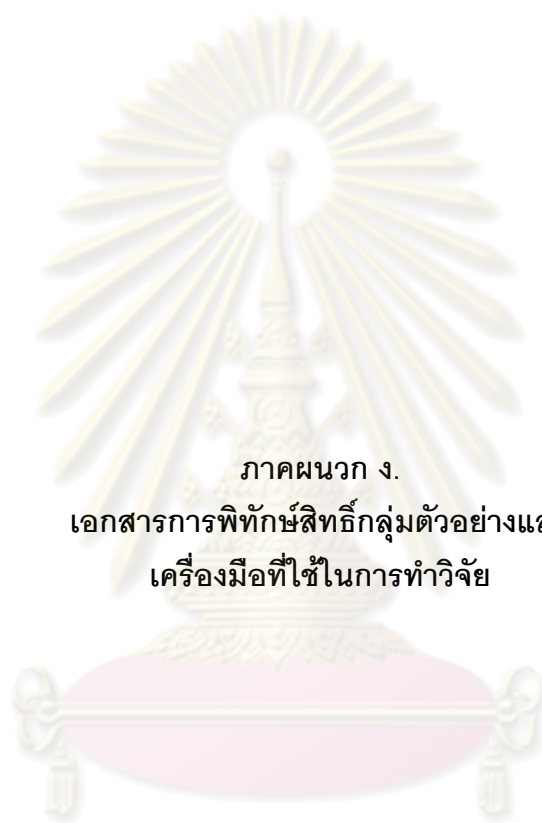 ภาคผนวก ง.
เอกสารการพิทักษ์สิทธิ์กลุ่มตัวอย่างแล
เครื่องมือที่ใช้ในการทำวิจัย